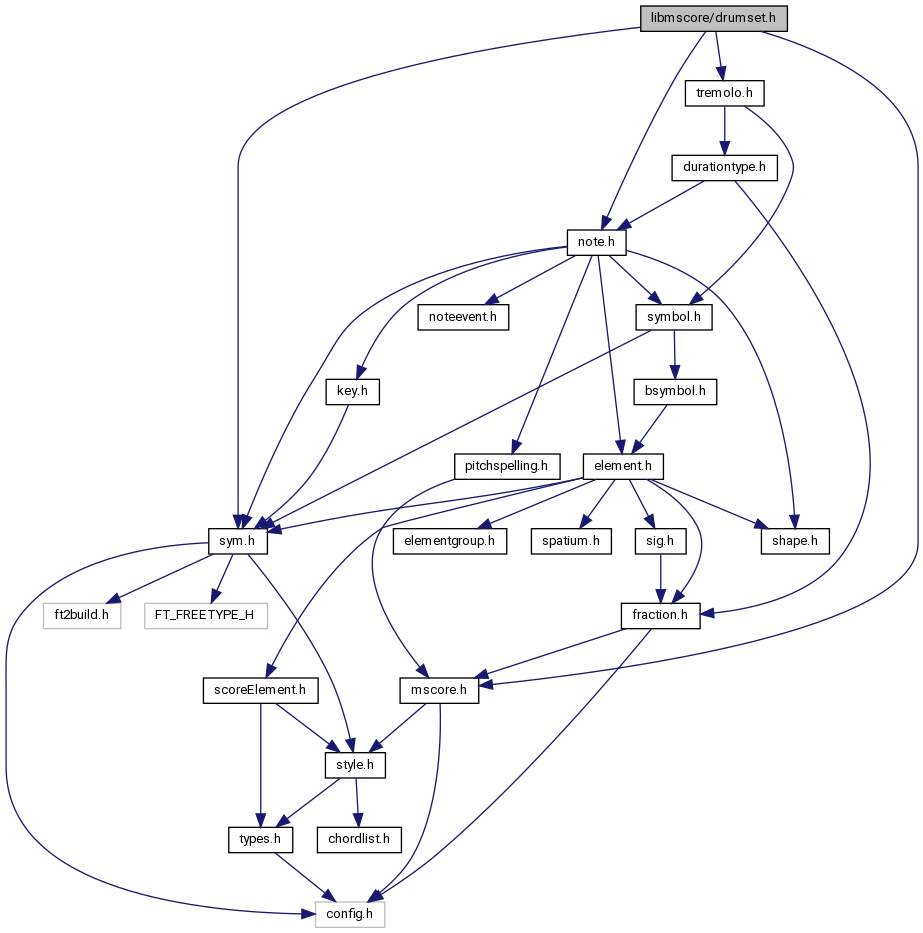 libmscore/drumset.h
tremolo.h
durationtype.h
note.h
noteevent.h
symbol.h
key.h
bsymbol.h
pitchspelling.h
element.h
sym.h
elementgroup.h
spatium.h
sig.h
shape.h
ft2build.h
FT_FREETYPE_H
fraction.h
scoreElement.h
mscore.h
style.h
types.h
chordlist.h
config.h